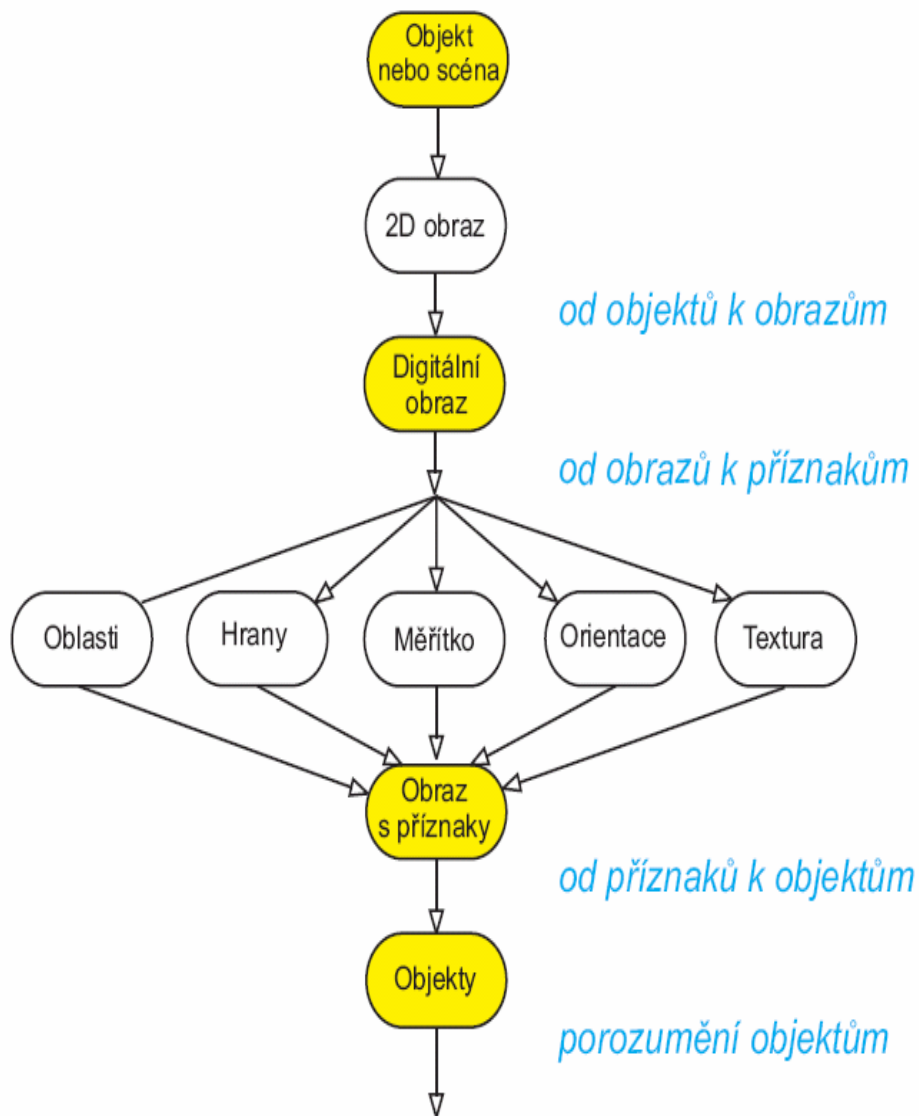 Objekt
nebo scéna
2D obraz
od objektů k obrazům
Digitální
obraz
od obrazů k příznakům
Oblasti
Hrany
Měřítko
Orientace
Textura
Obraz
s příznaky
od příznaků k objektům
Objekty
porozumění objektům